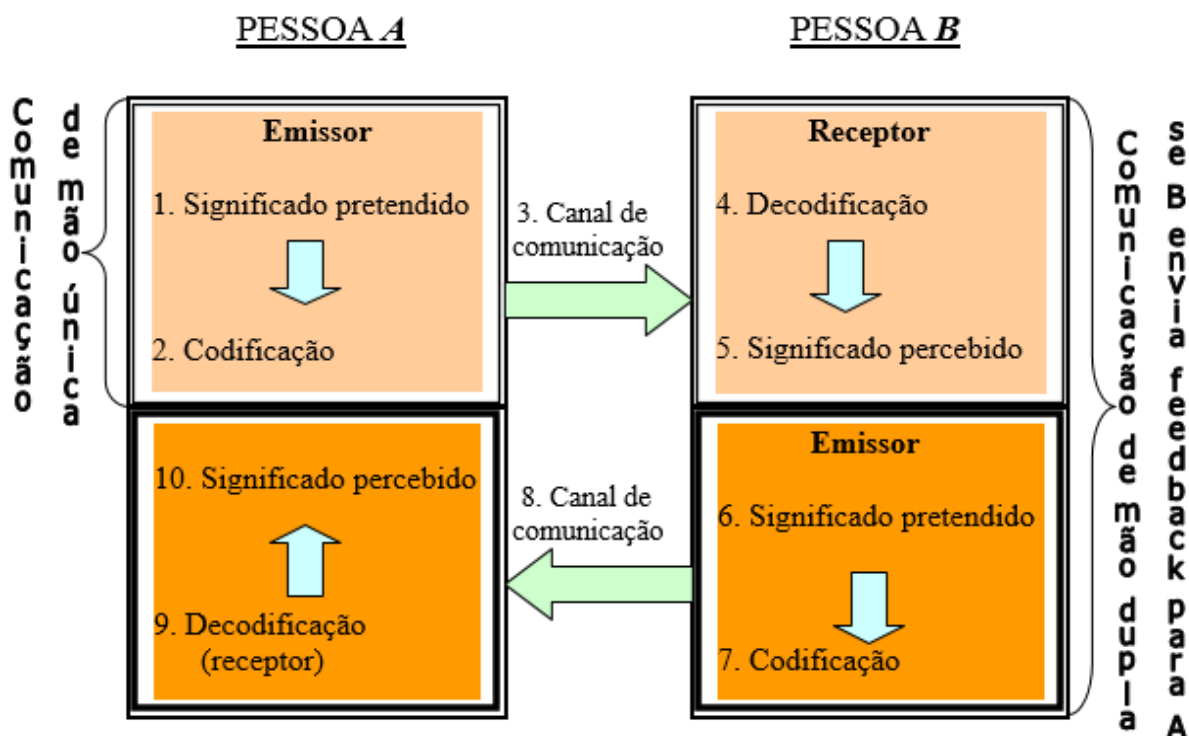 PESSOA A
PESSOA B
Comunicação
de mão única
Emissor
1. Significado pretendido
2. Codificação
3. Canal de
comunicação
Receptor
4. Decodificação
5. Significado percebido
Emissor
6. Significado pretendido
7. Codificação
8. Canal de
comunicação
10. Significado percebido
9. Decodificação
(receptor)
Comunicação de mão dupla
se B envia feedback para A